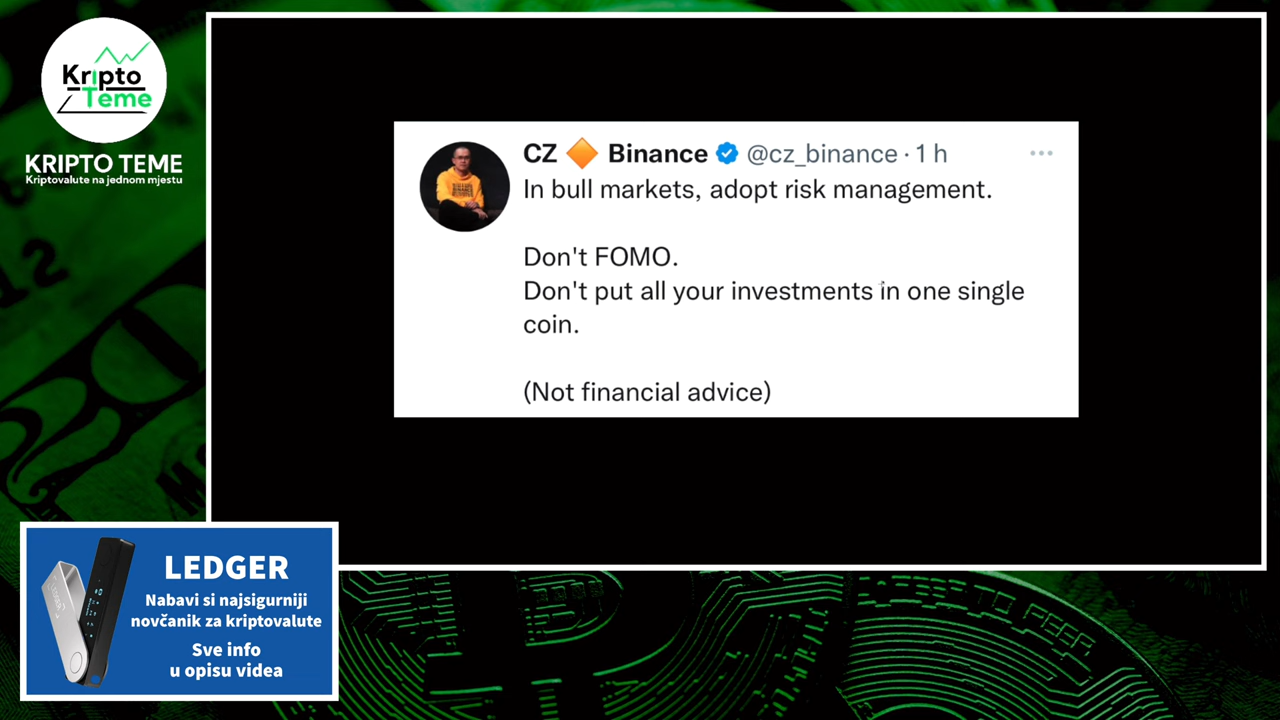 Kripto
Teme
KRIPTO TEME
Kriptovalute na jednom mjestu
CZ 🔶 Binance @cz_binance · 1 h
In bull markets, adopt risk management.
Don't FOMO.
Don't put all your investments in one single
coin.
(Not financial advice)
LEDGER
Nabavi si najsigurniji
novčanik za kriptovalute
Sve info
u opisu videa